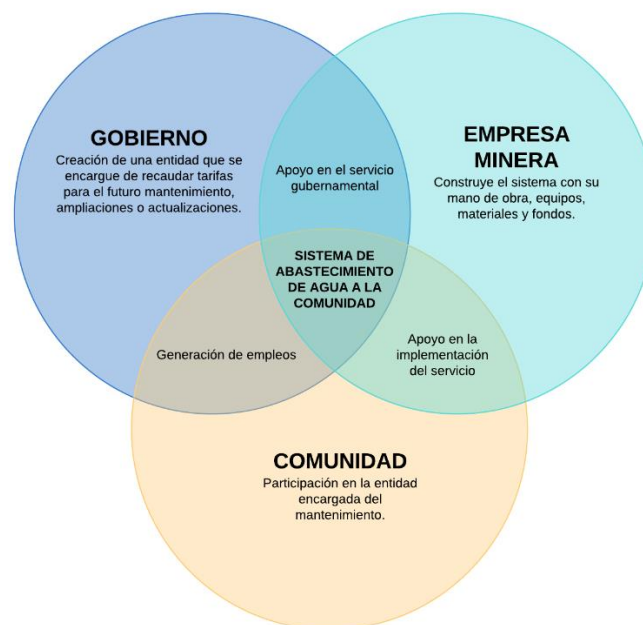 GOBIERNO
Creación de una entidad que se
encargue de recaudar tarifas
para el futuro mantenimiento,
ampliaciones o actualizaciones.
Apoyo en el servicio
gubernamental
EMPRESA
MINERA
Construye el sistema con su
mano de obra, equipos,
materiales y fondos.
SISTEMA DE
ABASTECIMIENTO
DE AGUA A LA
COMUNIDAD
Generación de empleos
Apoyo en la
implementación
del servicio
COMUNIDAD
Participación en la entidad
encargada del
mantenimiento.